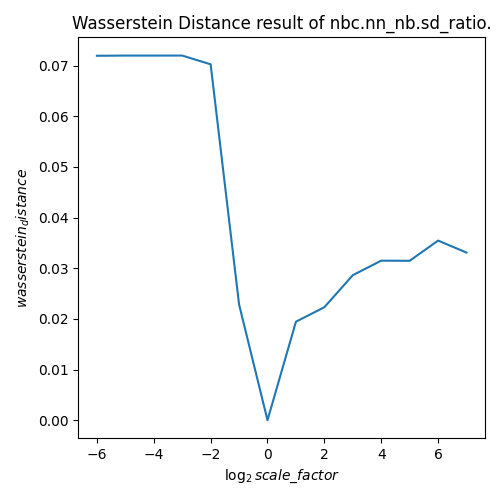 Wasserstein Distance result of nbc.nn_nb.sd_ratio.
0.07
0.06
0.05
0.04
0.03
0.02
0.01
0.00
wasserstein_distance
−6 −4 −2 0 2 4 6
log₂ scale_factor